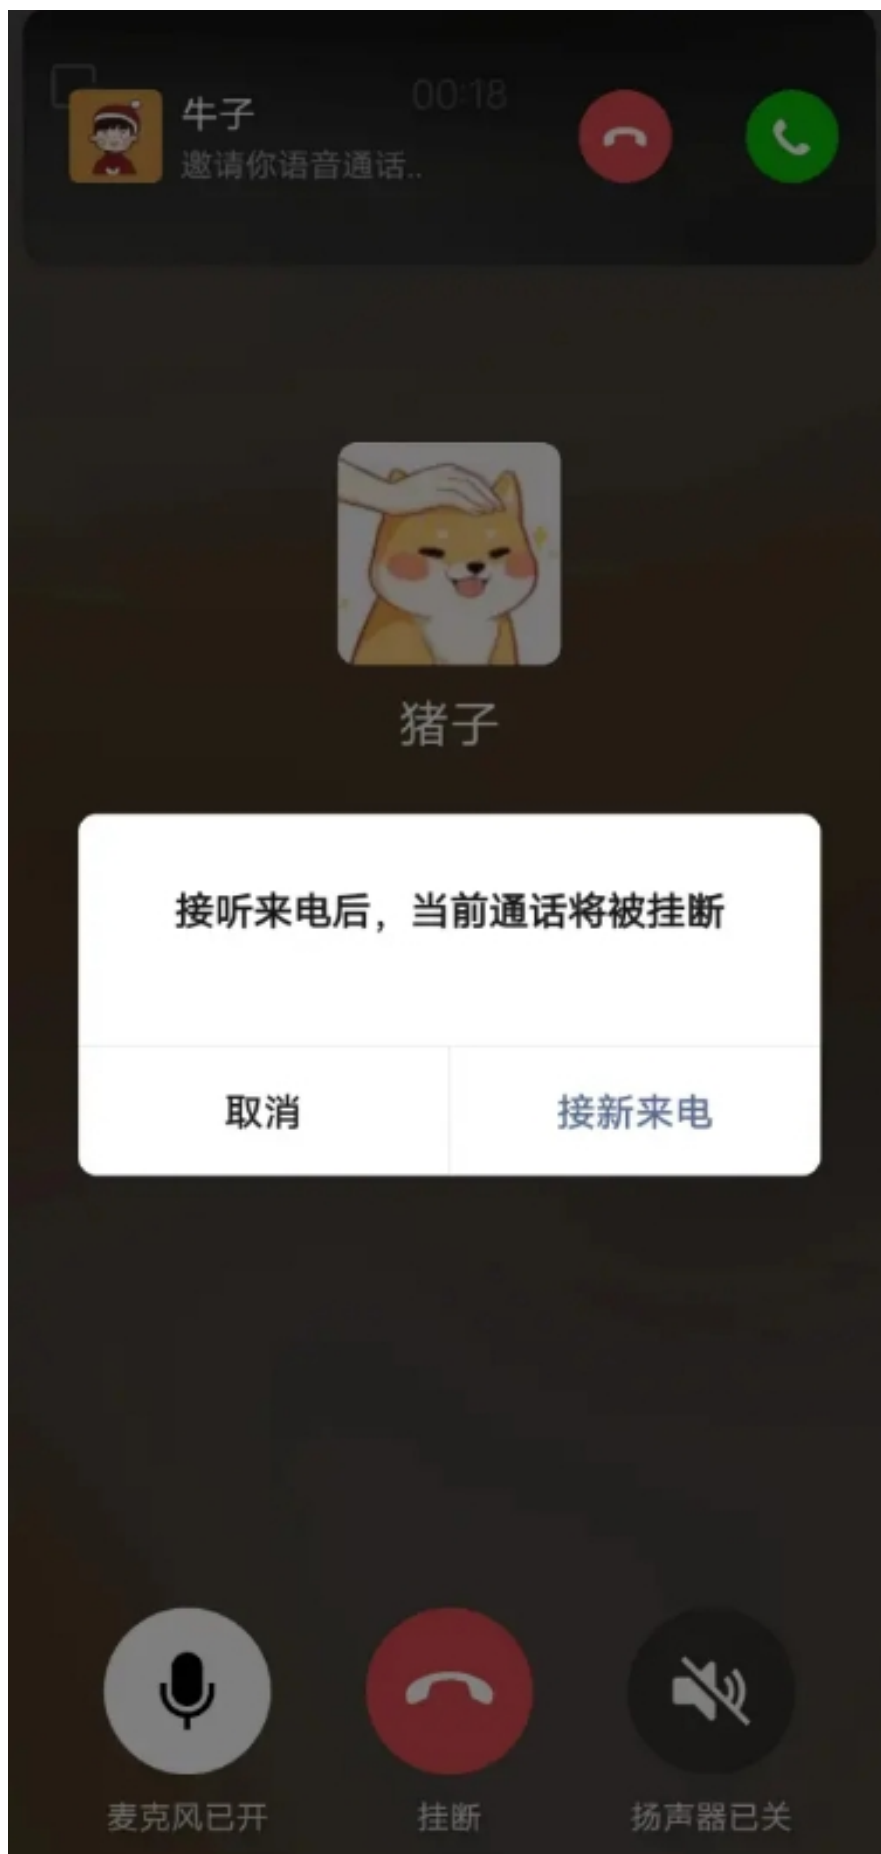 00:18
牛子
邀请你语音通话..
猪子
接听来电后，当前通话将被挂断
取消
接新来电
麦克风已开
挂断
扬声器已关